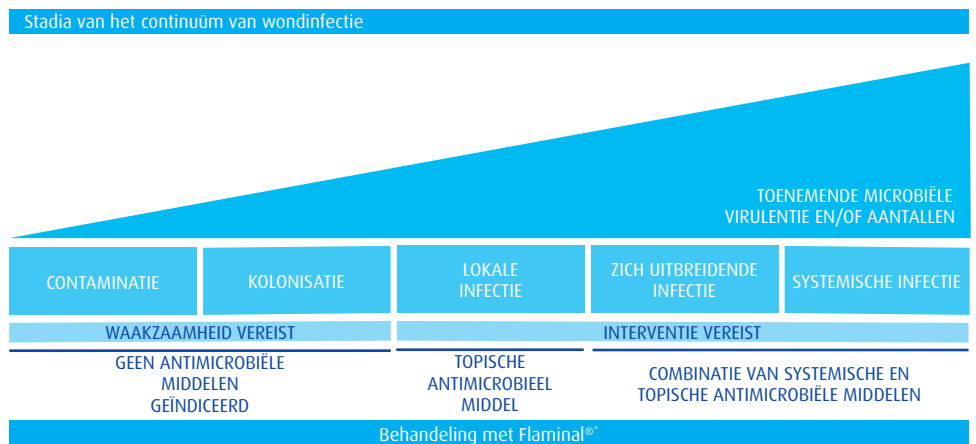 Stadia van het continuüm van wondinfectie
TOENEMENDE MICROBIËLE
VIRULENTIE EN/OF AANTALLEN
CONTAMINATIE
KOLONISATIE
LOKALE
INFECTIE
ZICH UITBREIDENDE
INFECTIE
SYSTEMISCHE INFECTIE
WAAKZAAMHEID VEREIST
INTERVENTIE VEREIST
GEEN ANTIMICROBIËLE
MIDDELEN
GEÏNDICEERD
TOPISCHE
ANTIMICROBIEEL
MIDDEL
COMBINATIE VAN SYSTEMISCHE EN
TOPISCHE ANTIMICROBIËLE MIDDELEN
Behandeling met Flaminal®*